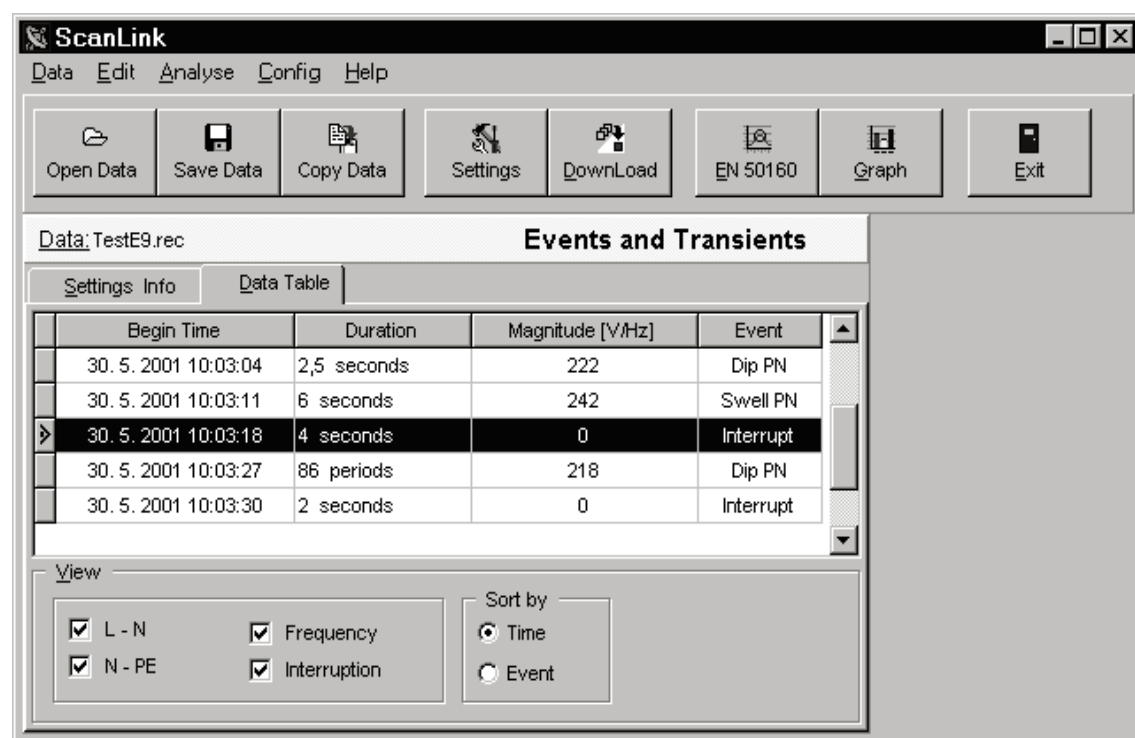 ScanLink
Data Edit Analyse Config Help
Open Data Save Data Copy Data Settings DownLoad EN 50160 Graph Exit
Data: TestE9.rec Events and Transients
Settings Info Data Table
Begin Time Duration Magnitude [V/Hz] Event
30. 5. 2001 10:03:04 2,5 seconds 222 Dip PN
30. 5. 2001 10:03:11 6 seconds 242 Swell PN
30. 5. 2001 10:03:18 4 seconds 0 Interrupt
30. 5. 2001 10:03:27 86 periods 218 Dip PN
30. 5. 2001 10:03:30 2 seconds 0 Interrupt
View
Sort by
L - N Frequency Time
N - PE Interruption Event